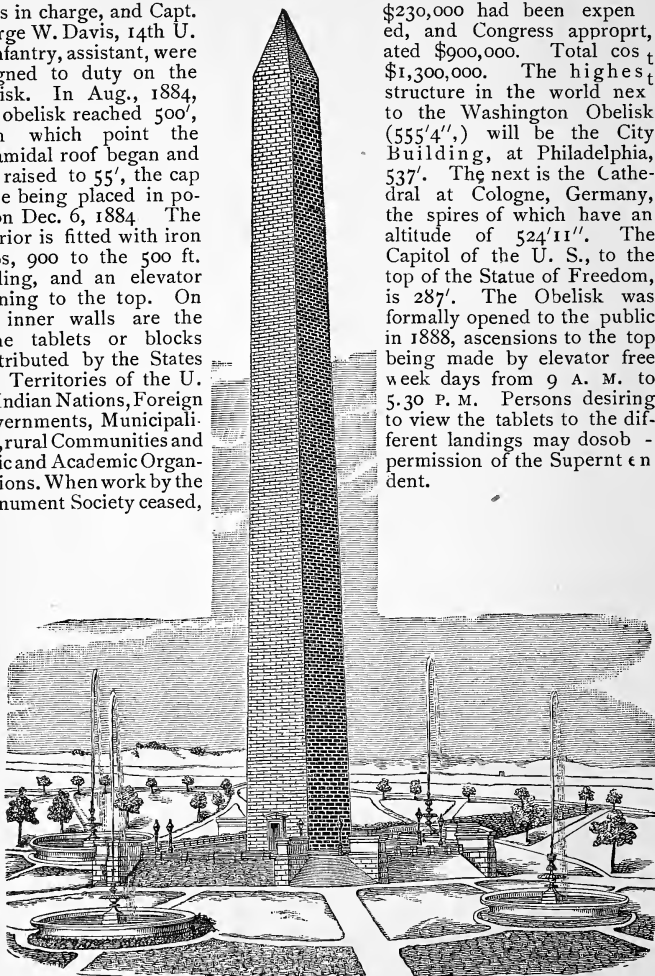 s in charge, and Capt.
rge W. Davis, 14th U.
nfantry, assistant, were
gned to duty on the
isk. In Aug., 1884,
obelisk reached 500′,
n which point the
amidal roof began and
raised to 55′, the cap
e being placed in po-
on Dec. 6, 1884 The
rior is fitted with iron
s, 900 to the 500 ft.
ding, and an elevator
ning to the top. On
inner walls are the
ne tablets or blocks
tributed by the States
Territories of the U.
Indian Nations, Foreign
vernments, Municipali-
, rural Communities and
ic and Academic Organ-
ions. When work by the
nument Society ceased,
$230,000 had been expen
ed, and Congress approprt,
ated $900,000. Total cos t
$1,300,000. The highest
structure in the world nex
to the Washington Obelisk
(555′4″,) will be the City
Building, at Philadelphia,
537′. The next is the Cathe-
dral at Cologne, Germany,
the spires of which have an
altitude of 524′11″. The
Capitol of the U. S., to the
top of the Statue of Freedom,
is 287′. The Obelisk was
formally opened to the public
in 1888, ascensions to the top
being made by elevator free
week days from 9 A. M. to
5.30 P. M. Persons desiring
to view the tablets to the dif-
ferent landings may dosob -
permission of the Supernt en
dent.